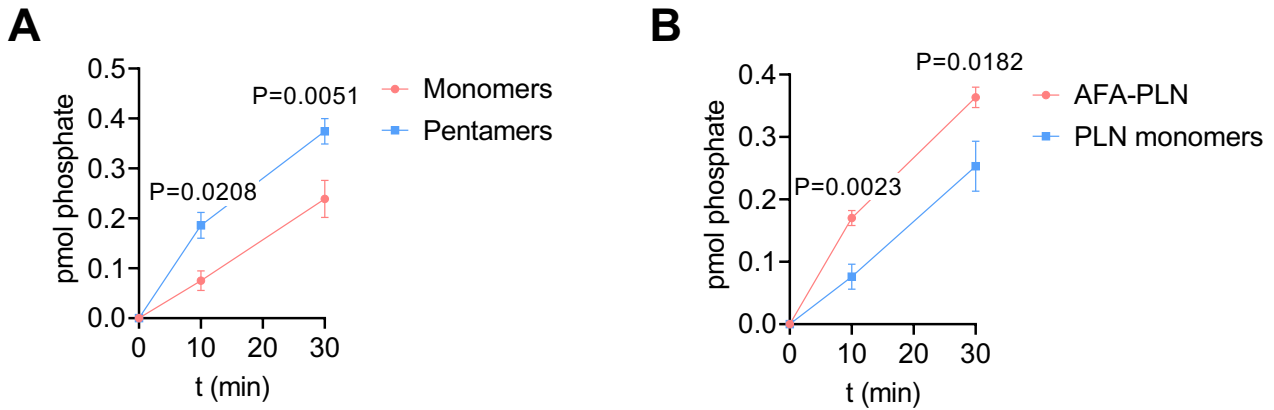 A
pmol phosphate
0.5
0.4
0.3
0.2
0.1
0.0
P=0.0208
P=0.0051
0 10 20 30
t (min)
Monomers
Pentamers
B
pmol phosphate
0.4
0.3
0.2
0.1
0.0
P=0.0023
P=0.0182
0 10 20 30
t (min)
AFA-PLN
PLN monomers